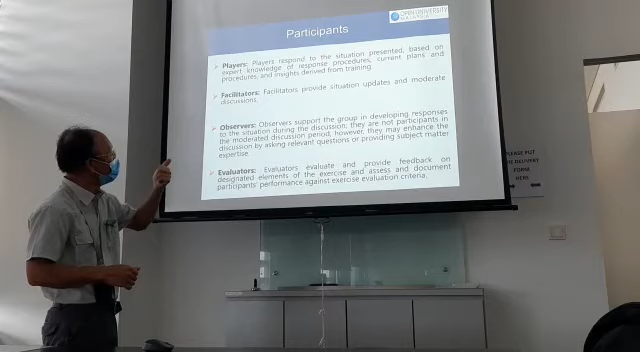 Participants
OPEN UNIVERSITY
MALAYSIA
➢ Players: Players respond to the situation presented, based on
expert knowledge of response procedures, current plans and
procedures, and insights derived from training.
➢ Facilitators: Facilitators provide situation updates and moderate
discussions.
➢ Observers: Observers support the group in developing responses
to the situation during the discussion; they are not participants in
the moderated discussion period; however, they may enhance the
discussion by asking relevant questions or providing subject matter
expertise.
➢ Evaluators: Evaluators evaluate and provide feedback on
designated elements of the exercise and assess and document
participants' performance against exercise evaluation criteria.
PLEASE PUT
DELIVERY
FORM
HERE